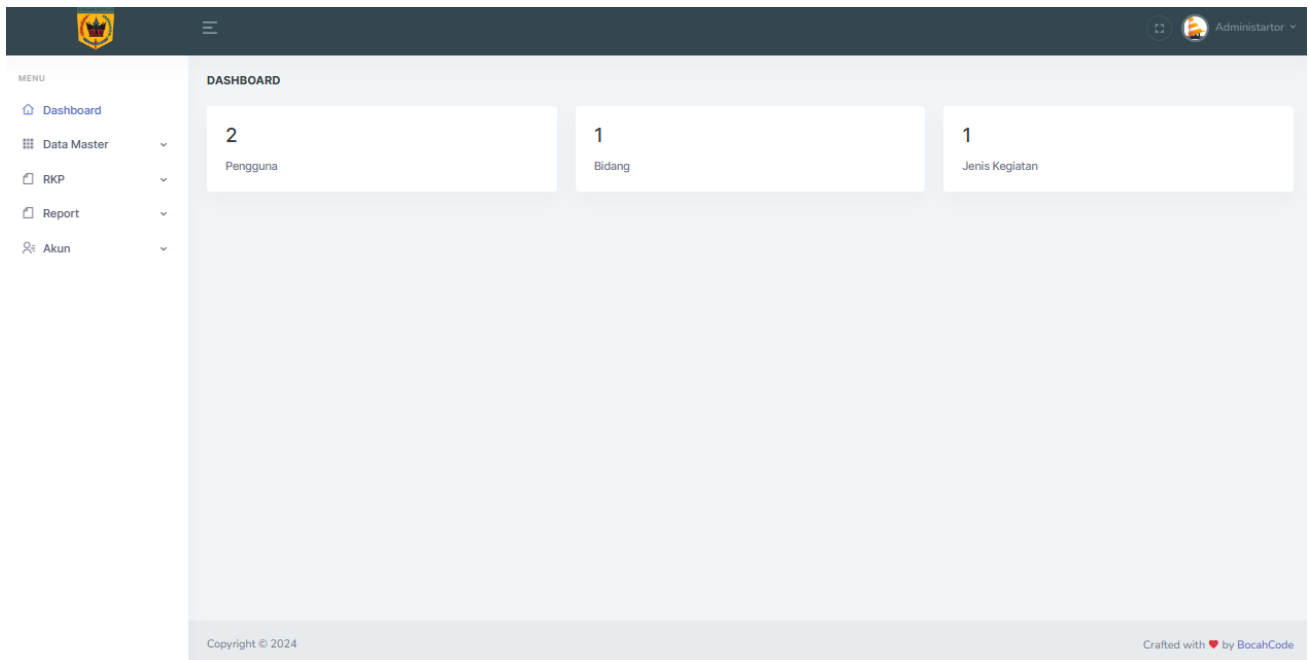 Administartor
MENU
Dashboard
Data Master
RKP
Report
Akun
DASHBOARD
2
Pengguna
1
Bidang
1
Jenis Kegiatan
Copyright © 2024
Crafted with ♥ by BocahCode